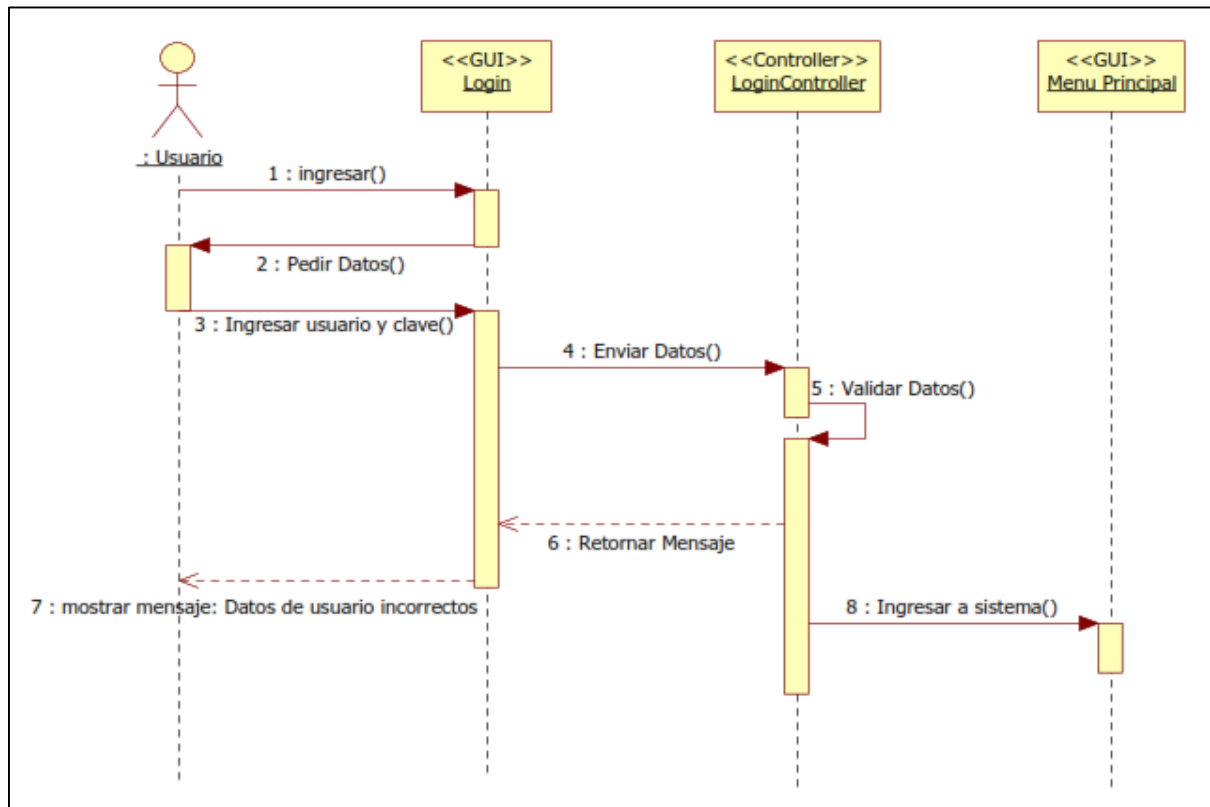 <<GUI>>
Login
<<Controller>>
LoginController
<<GUI>>
Menu Principal
: Usuario
1 : ingresar()
2 : Pedir Datos()
3 : Ingresar usuario y clave()
4 : Enviar Datos()
5 : Validar Datos()
6 : Retornar Mensaje
7 : mostrar mensaje: Datos de usuario incorrectos
8 : Ingresar a sistema()